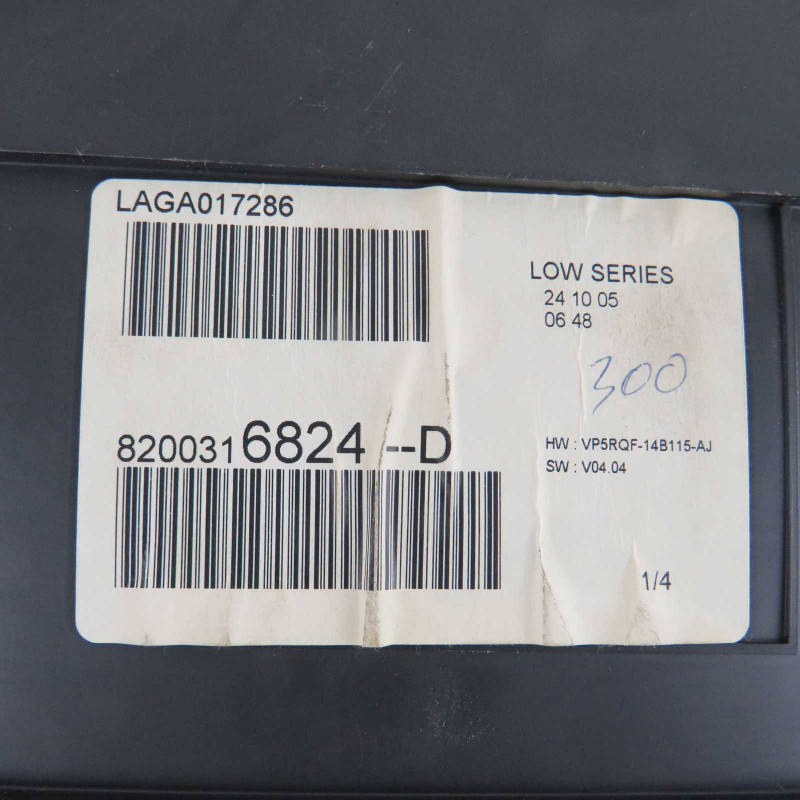 LAGA017286
LOW SERIES
24 10 05
06 48
300
8200316824 --D
HW : VP5RQF-14B115-AJ
SW : V04.04
1/4